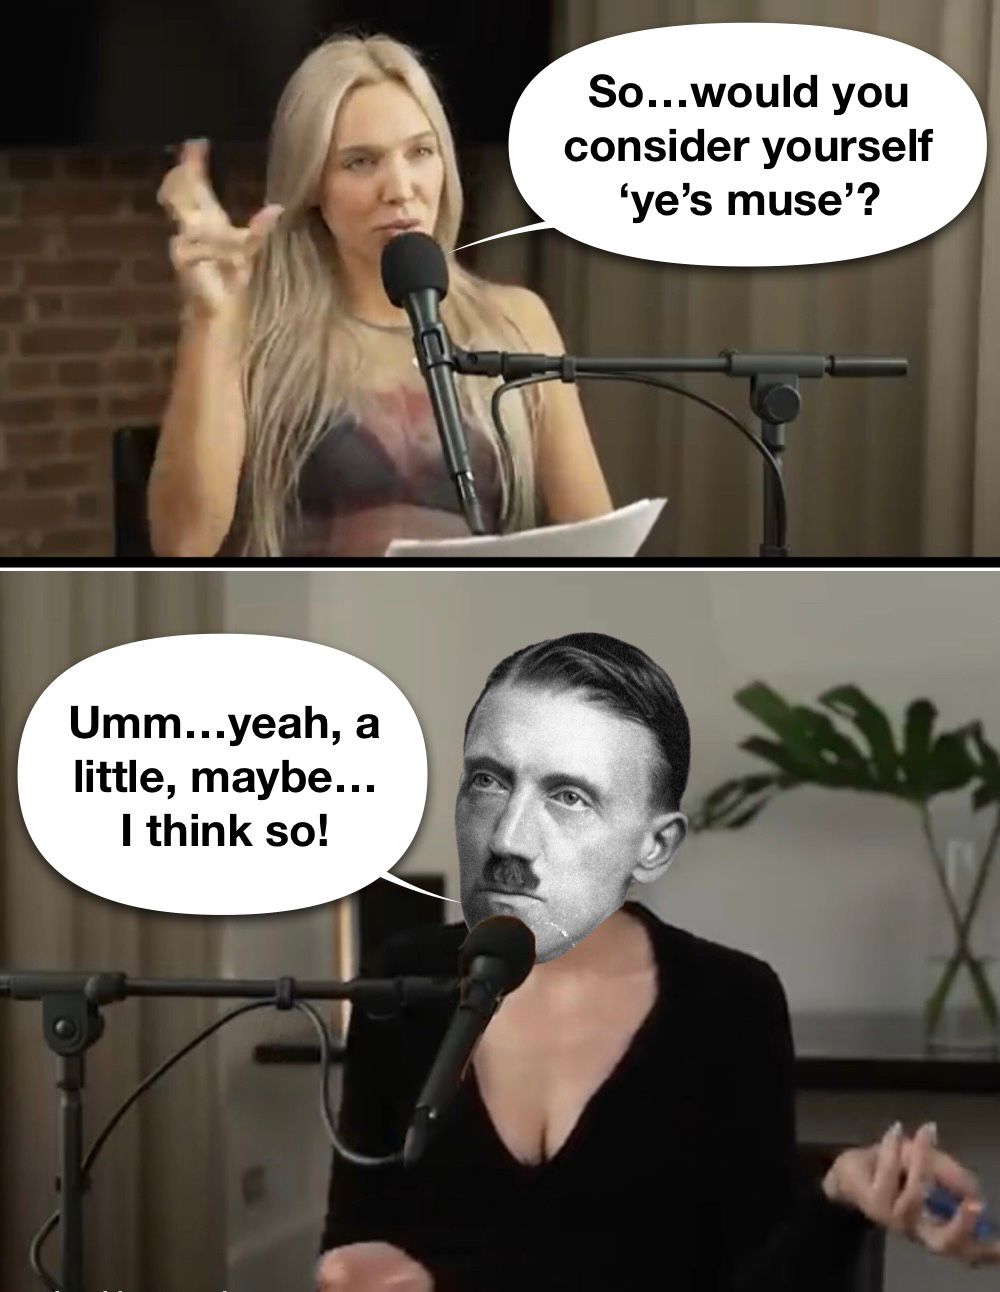 So…would you
consider yourself
‘ye’s muse’?
Umm…yeah, a
little, maybe…
I think so!